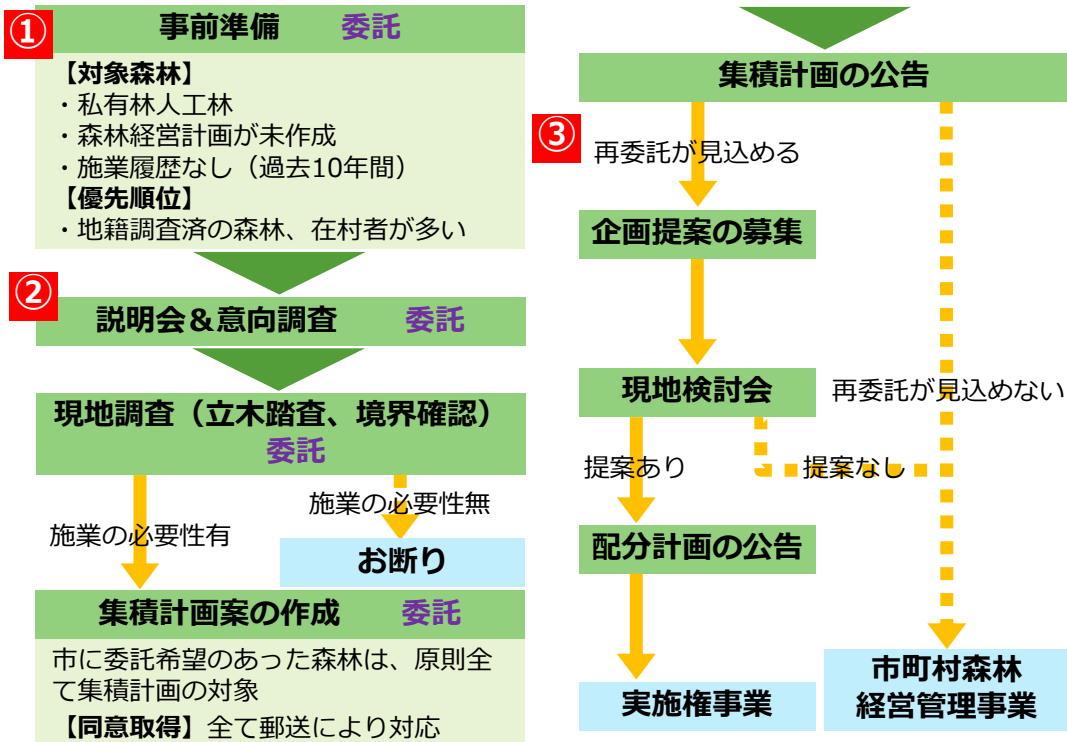 ①
事前準備 委託
【対象森林】
・私有林人工林
・森林経営計画が未作成
・施業履歴なし（過去10年間）
【優先順位】
・地籍調査済の森林、在村者が多い
②
説明会＆意向調査 委託
現地調査（立木踏査、境界確認）
委託
施業の必要性無
施業の必要性有
お断り
集積計画案の作成 委託
市に委託希望のあった森林は、原則全
て集積計画の対象
【同意取得】全て郵送により対応
集積計画の公告
③
再委託が見込める
企画提案の募集
現地検討会
再委託が見込めない
提案あり
提案なし
配分計画の公告
実施権事業
市町村森林
経営管理事業